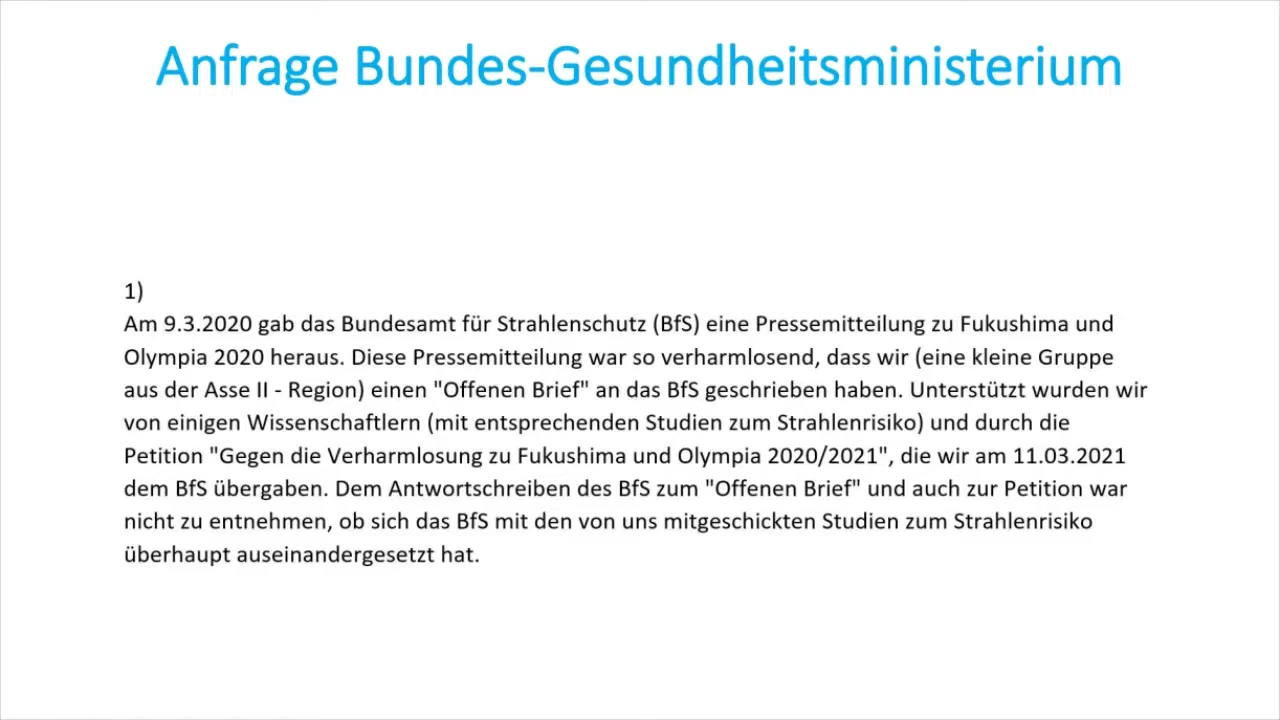 Anfrage Bundes-Gesundheitsministerium
1)
Am 9.3.2020 gab das Bundesamt für Strahlenschutz (BfS) eine Pressemitteilung zu Fukushima und
Olympia 2020 heraus. Diese Pressemitteilung war so verharmlosend, dass wir (eine kleine Gruppe
aus der Asse II - Region) einen "Offenen Brief" an das BfS geschrieben haben. Unterstützt wurden wir
von einigen Wissenschaftlern (mit entsprechenden Studien zum Strahlenrisiko) und durch die
Petition "Gegen die Verharmlosung zu Fukushima und Olympia 2020/2021", die wir am 11.03.2021
dem BfS übergaben. Dem Antwortschreiben des BfS zum "Offenen Brief" und auch zur Petition war
nicht zu entnehmen, ob sich das BfS mit den von uns mitgeschickten Studien zum Strahlenrisiko
überhaupt auseinandergesetzt hat.